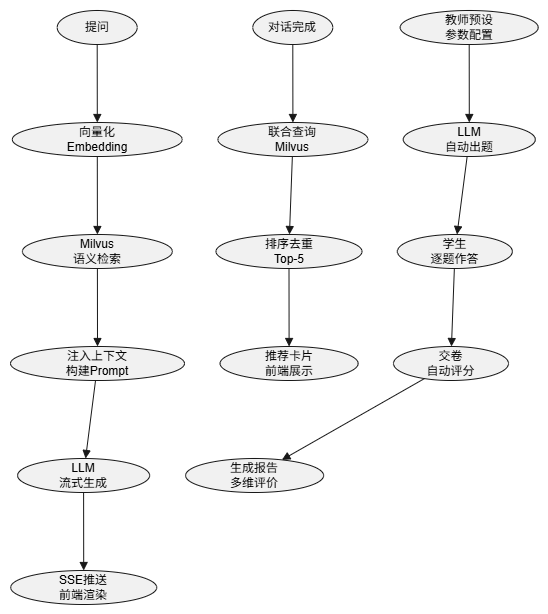 提问
对话完成
教师预设
参数配置
向量化
Embedding
联合查询
Milvus
LLM
自动出题
Milvus
语义检索
排序去重
Top-5
学生
逐题作答
注入上下文
构建Prompt
推荐卡片
前端展示
交卷
自动评分
LLM
流式生成
生成报告
多维评价
SSE推送
前端渲染